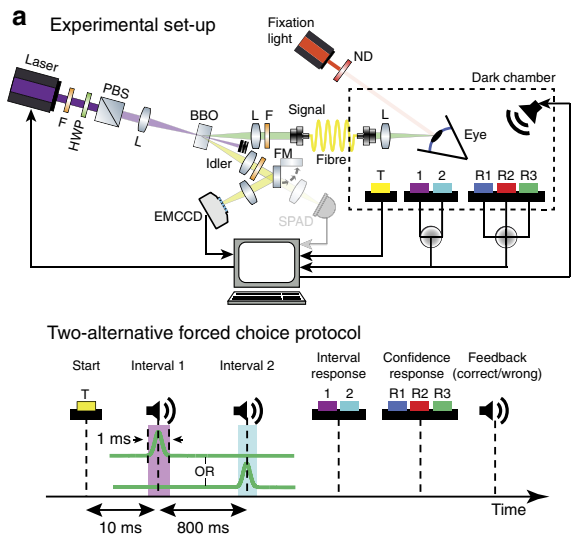 a
Experimental set-up
Fixation
light
ND
Laser
PBS
F
HWP
L
BBO
L F
Signal
Fibre
L
Dark chamber
Eye
Idler
L
F
FM
EMCCD
SPAD
T
1 2
R1 R2 R3
Two-alternative forced choice protocol
Start
Interval 1
Interval 2
Interval
response
Confidence
response
Feedback
(correct/wrong)
T
1 2
R1 R2 R3
1 ms
OR
Time
10 ms
800 ms